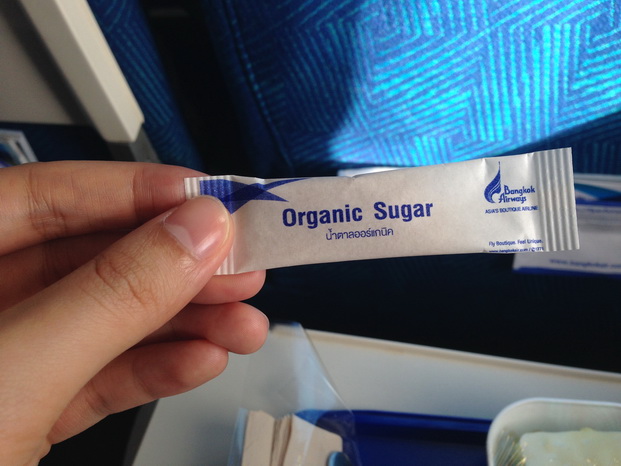 Organic Sugar
น้ำตาลออร์แกนิค
Bangkok
Airways
ASIA'S BOUTIQUE AIRLINE
Fly Boutique. Feel Unique.